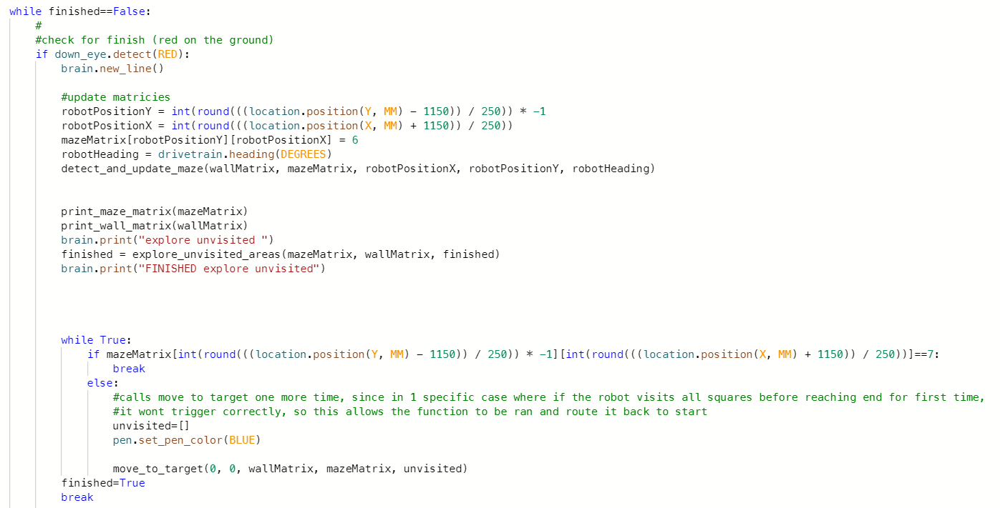 while finished==False:
    #
    #check for finish (red on the ground)
    if down_eye.detect(RED):
        brain.new_line()

        #update matricies
        robotPositionY = int(round(((location.position(Y, MM) - 1150)) / 250)) * -1
        robotPositionX = int(round(((location.position(X, MM) + 1150)) / 250))
        mazeMatrix[robotPositionY][robotPositionX] = 6
        robotHeading = drivetrain.heading(DEGREES)
        detect_and_update_maze(wallMatrix, mazeMatrix, robotPositionX, robotPositionY, robotHeading)


        print_maze_matrix(mazeMatrix)
        print_wall_matrix(wallMatrix)
        brain.print("explore unvisited ")
        finished = explore_unvisited_areas(mazeMatrix, wallMatrix, finished)
        brain.print("FINISHED explore unvisited")




        while True:
            if mazeMatrix[int(round(((location.position(Y, MM) - 1150)) / 250)) * -1][int(round(((location.position(X, MM) + 1150)) / 250))]==7:
                break
            else:
                #calls move to target one more time, since in 1 specific case where if the robot visits all squares before reaching end for first time,
                #it wont trigger correctly, so this allows the function to be ran and route it back to start
                unvisited=[]
                pen.set_pen_color(BLUE)

                move_to_target(0, 0, wallMatrix, mazeMatrix, unvisited)
        finished=True
        break